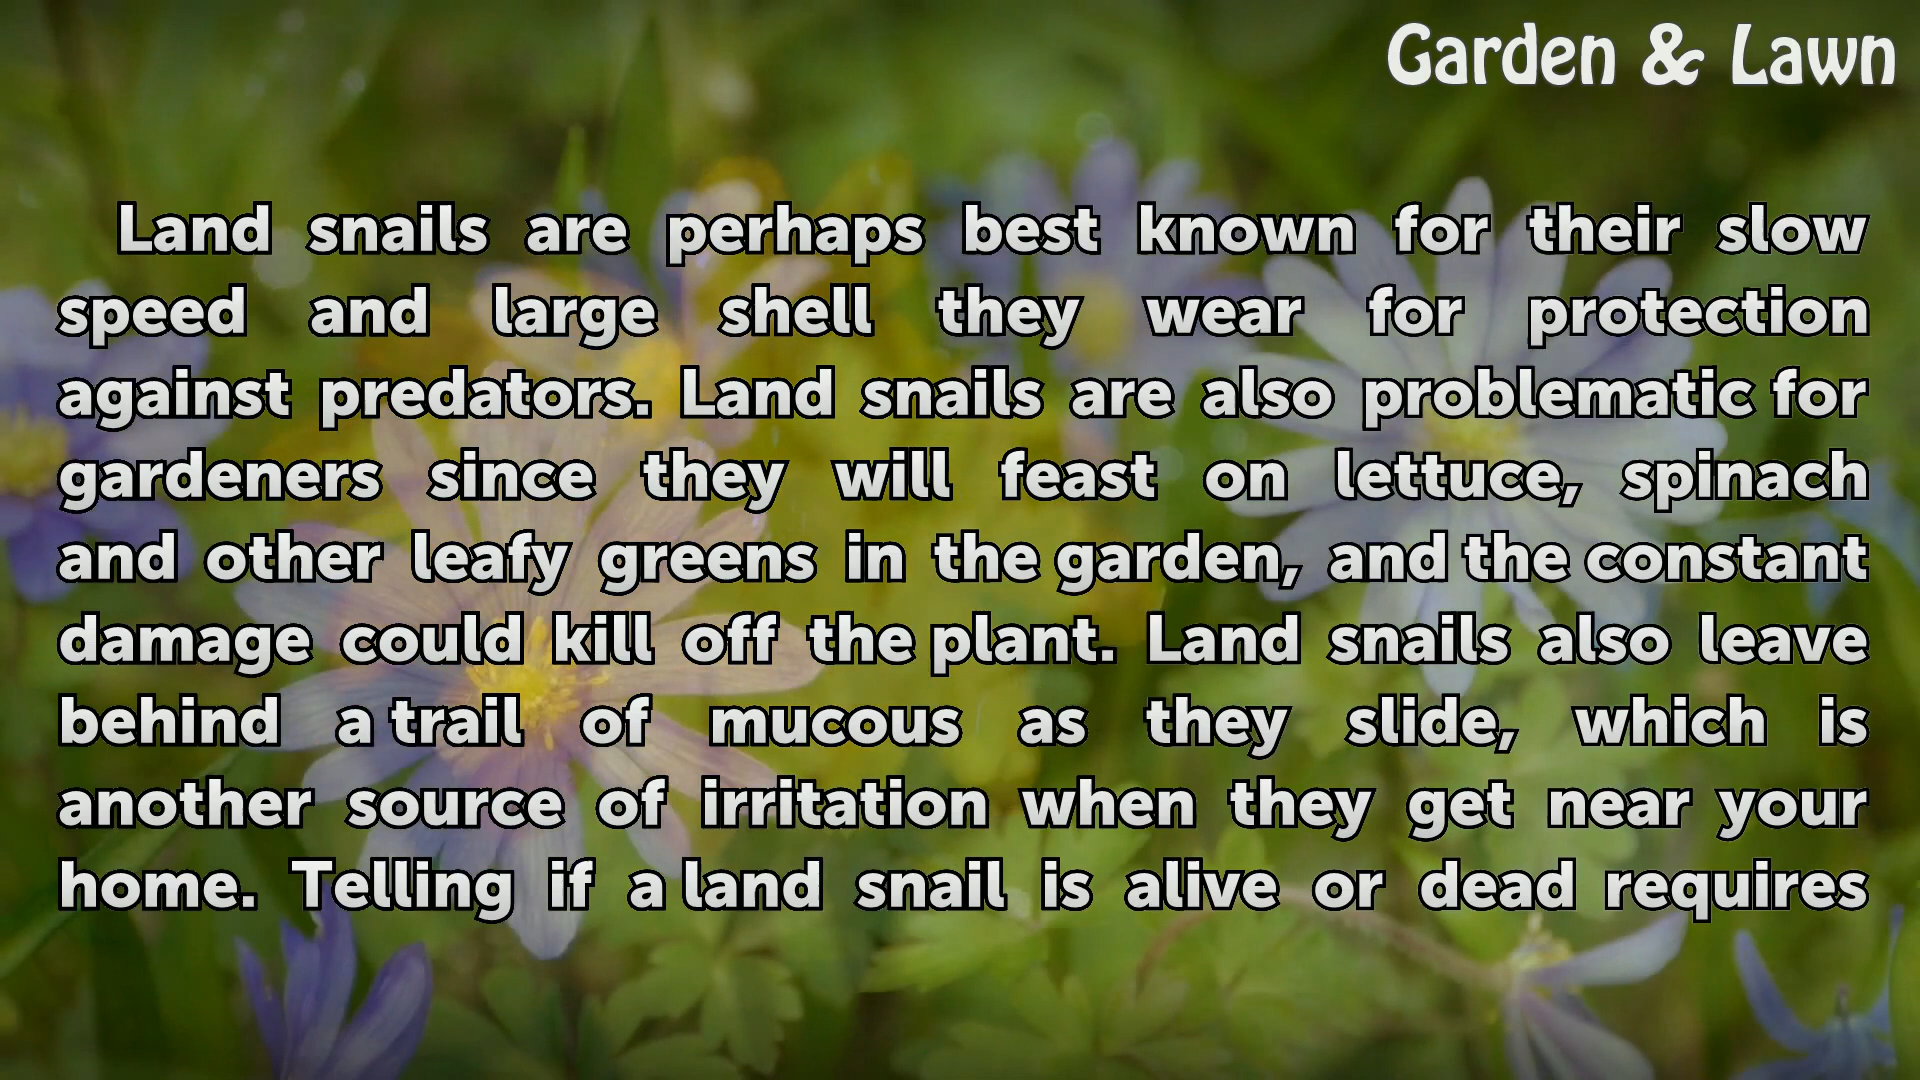 Garden & Lawn
Land snails are perhaps best known for their slow
speed and large shell they wear for protection
against predators. Land snails are also problematic for
gardeners since they will feast on lettuce, spinach
and other leafy greens in the garden, and the constant
damage could kill off the plant. Land snails also leave
behind a trail of mucous as they slide, which is
another source of irritation when they get near your
home. Telling if a land snail is alive or dead requires